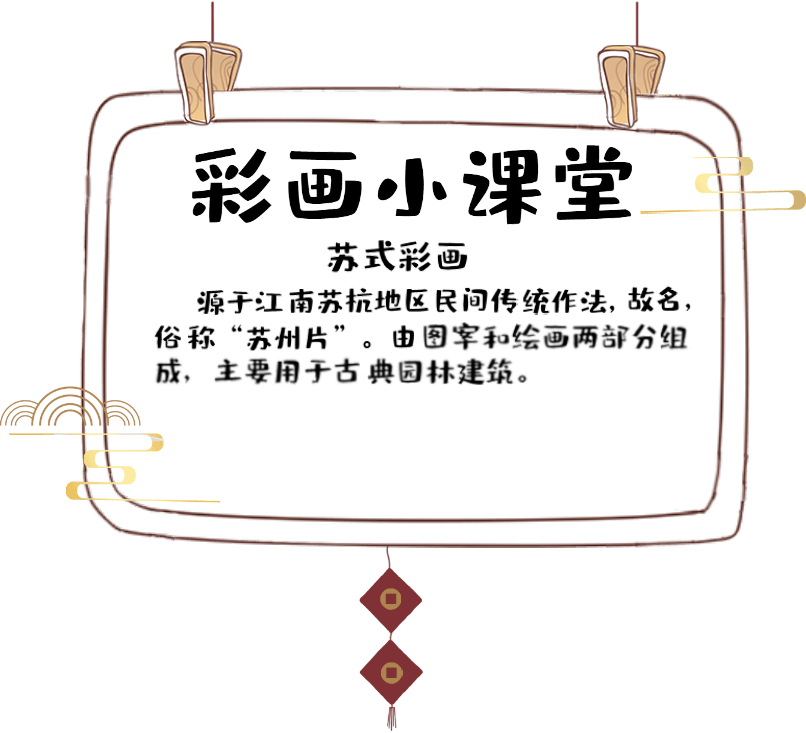 彩画小课堂
苏式彩画
源于江南苏杭地区民间传统作法,故名,
俗称“苏州片”。由图案和绘画两部分组
成,主要用于古典园林建筑。